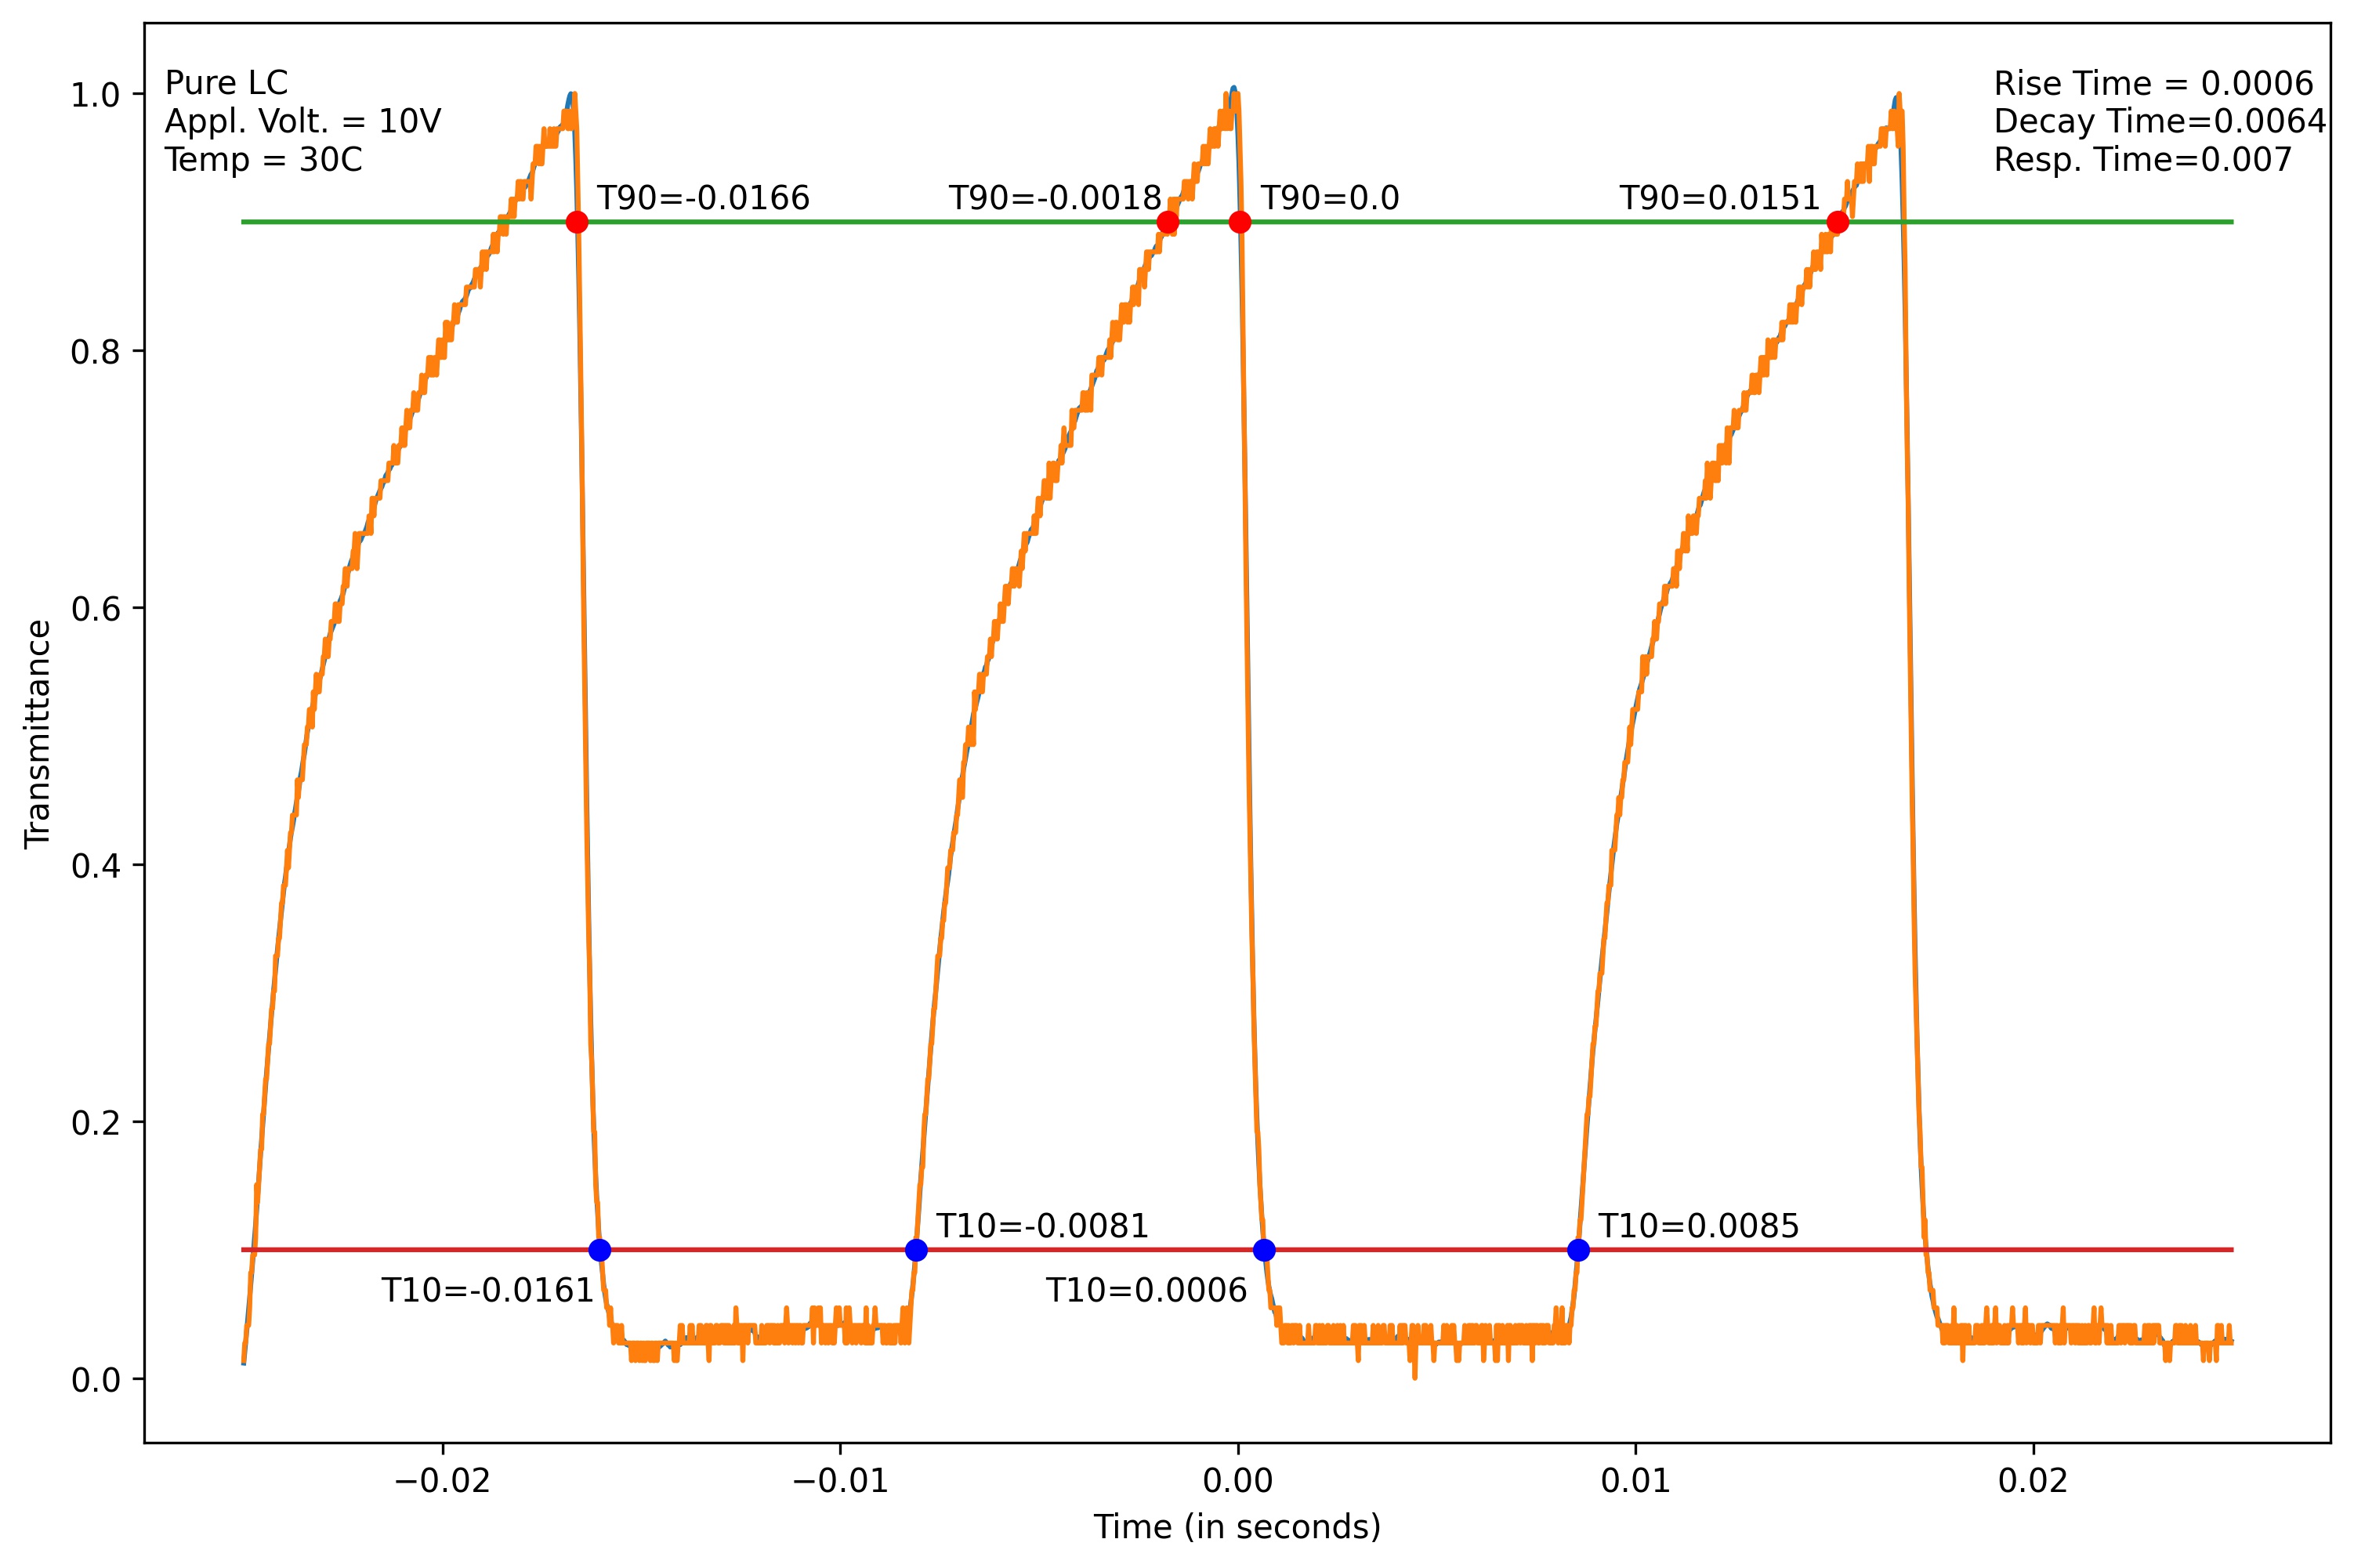 Pure LC
Appl. Volt. = 10V
Temp = 30C
Rise Time = 0.0006
Decay Time=0.0064
Resp. Time=0.007
T90=-0.0166
T90=-0.0018
T90=0.0
T90=0.0151
T10=-0.0161
T10=-0.0081
T10=0.0006
T10=0.0085
1.0
0.8
0.6
0.4
0.2
0.0
Transmittance
−0.02
−0.01
0.00
0.01
0.02
Time (in seconds)